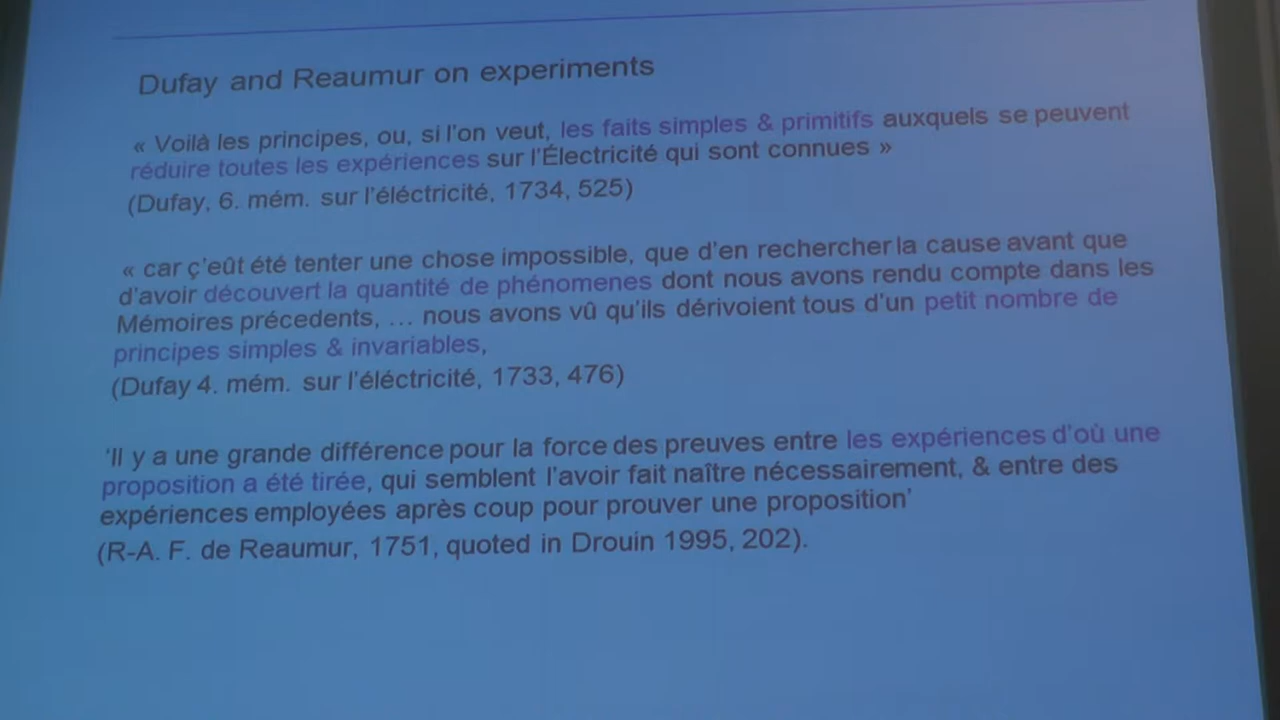 Dufay and Reaumur on experiments
« Voilà les principes, ou, si l'on veut, les faits simples & primitifs auxquels se peuvent
réduire toutes les expériences sur l'Électricité qui sont connues »
(Dufay, 6. mém. sur l'éléctricité, 1734, 525)
« car ç'eût été tenter une chose impossible, que d'en rechercher la cause avant que
d'avoir découvert la quantité de phénomenes dont nous avons rendu compte dans les
Mémoires précedents, ... nous avons vû qu'ils dérivoient tous d'un petit nombre de
principes simples & invariables,
(Dufay 4. mém. sur l'éléctricité, 1733, 476)
'Il y a une grande différence pour la force des preuves entre les expériences d'où une
proposition a été tirée, qui semblent l'avoir fait naître nécessairement, & entre des
expériences employées après coup pour prouver une proposition'
(R-A. F. de Reaumur, 1751, quoted in Drouin 1995, 202).